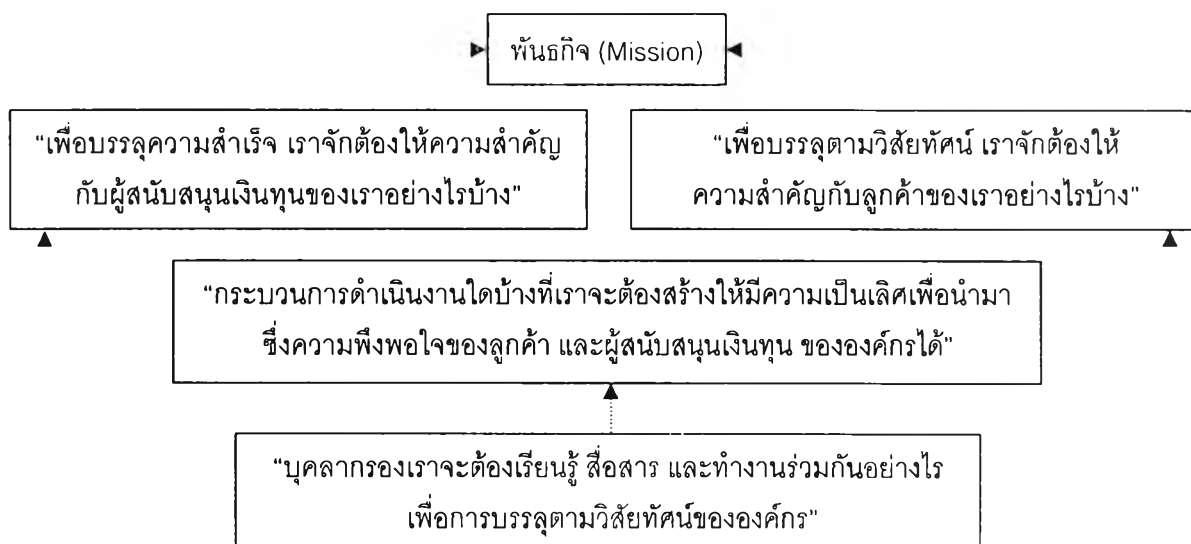 พันธกิจ (Mission)
“เพื่อบรรลุความสำเร็จ เราจักต้องให้ความสำคัญ
กับผู้สนับสนุนเงินทุนของเราอย่างไรบ้าง”
“เพื่อบรรลุตามวิสัยทัศน์ เราจักต้องให้
ความสำคัญกับลูกค้าของเราอย่างไรบ้าง”
“กระบวนการดำเนินงานใดบ้างที่เราจะต้องสร้างให้มีความเป็นเลิศเพื่อนำมา
ซึ่งความพึงพอใจของลูกค้า และผู้สนับสนุนเงินทุน ขององค์กรได้”
“บุคลากรองเราจะต้องเรียนรู้ สื่อสาร และทำงานร่วมกันอย่างไร
เพื่อการบรรลุตามวิสัยทัศน์ขององค์กร”